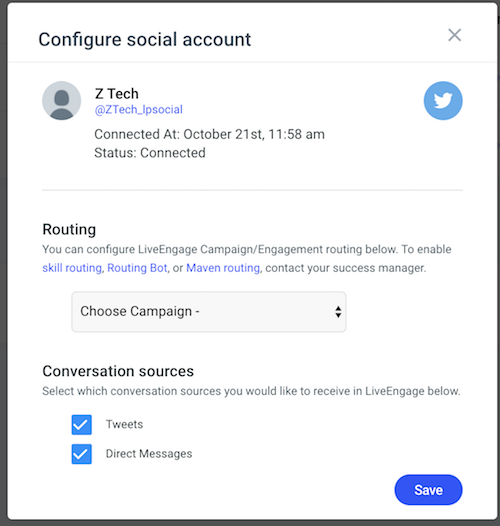 Configure social account
Z Tech
@ZTech_lpsocial
Connected At: October 21st, 11:58 am
Status: Connected
Routing
You can configure LiveEngage Campaign/Engagement routing below. To enable
skill routing, Routing Bot, or Maven routing, contact your success manager.
Choose Campaign -
Conversation sources
Select which conversation sources you would like to receive in LiveEngage below.
Tweets
Direct Messages
Save